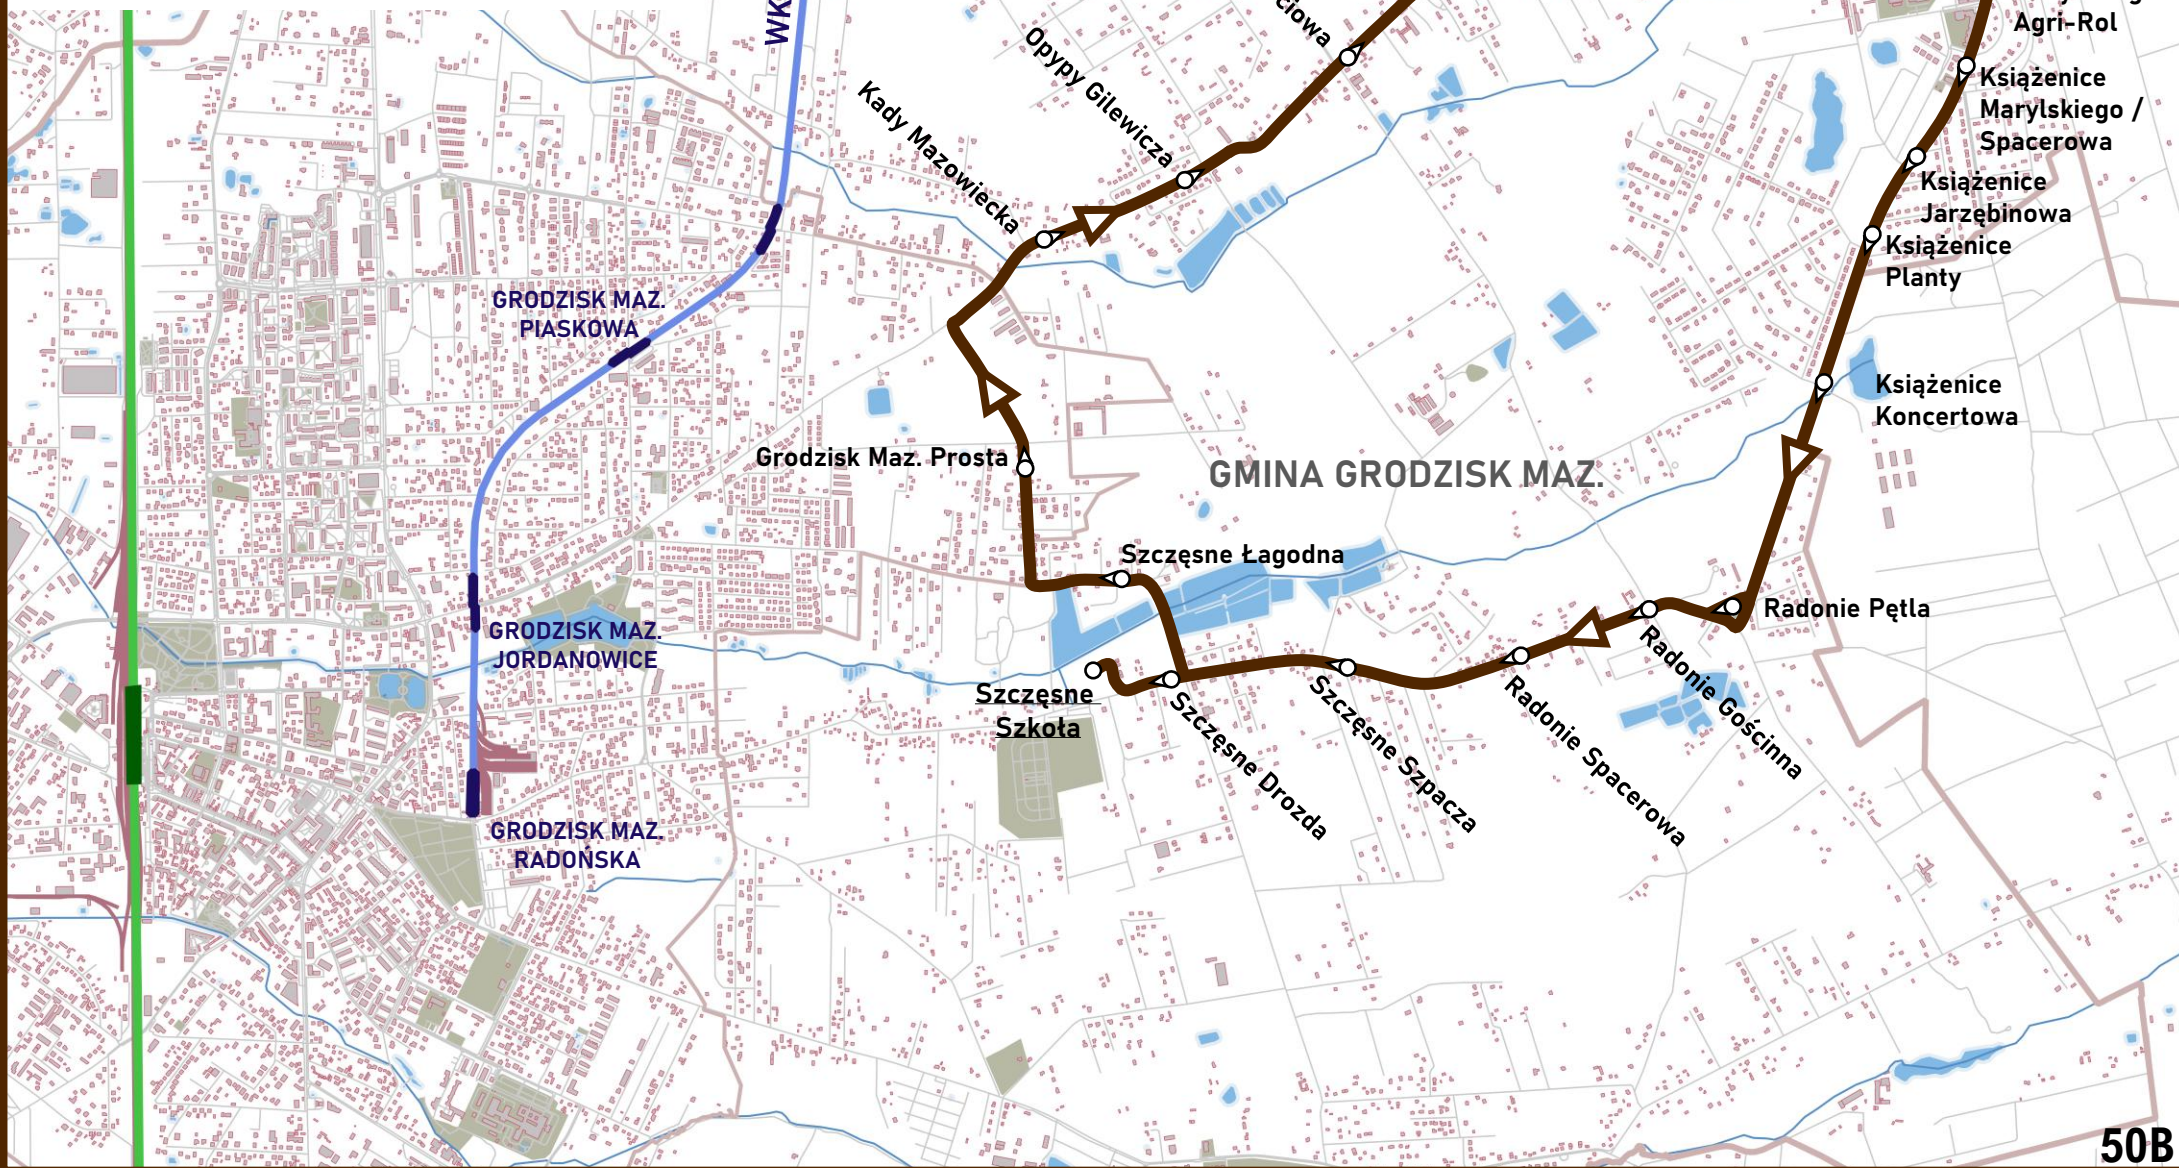 WK
Agri-Rol
Książenice
Marylskiego /
Spacerowa
Książenice
Jarzębinowa
Książenice
Planty
Książenice
Koncertowa
Opypy Gilewicza
Kady Mazowiecka
GRODZISK MAZ.
PIASKOWA
Grodzisk Maz. Prosta
GMINA GRODZISK MAZ.
Szczęsne Łagodna
Radonie Pętla
GRODZISK MAZ.
JORDANOWICE
Szczęsne
Szkoła
Szczęsne Drozda
Szczęsne Szpacza
Radonie Spacerowa
Radonie Gościnna
GRODZISK MAZ.
RADOŃSKA
50B